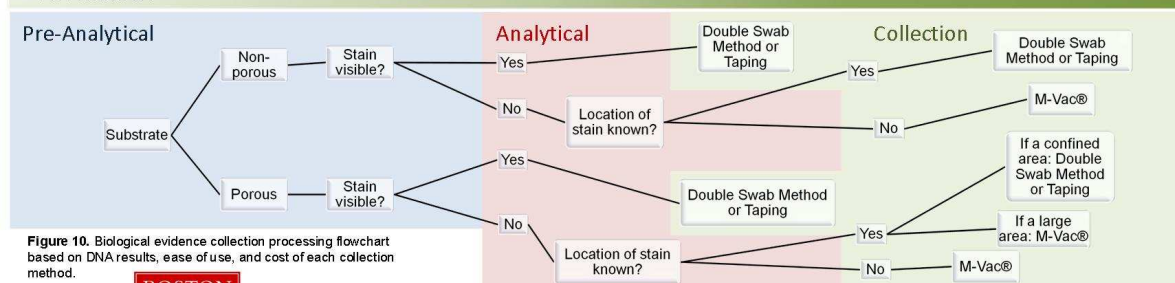 Pre-Analytical
Analytical
Collection
Substrate
Non-
porous
Stain
visible?
Yes
Double Swab
Method or
Taping
No
Location of
stain known?
Yes
Double Swab
Method or Taping
No
M-Vac®
Porous
Stain
visible?
Yes
Double Swab Method
or Taping
No
Location of stain
known?
Yes
If a confined
area: Double
Swab Method
or Taping
If a large
area: M-Vac®
No
M-Vac®
Figure 10. Biological evidence collection processing flowchart
based on DNA results, ease of use, and cost of each collection
method.
BOSTON